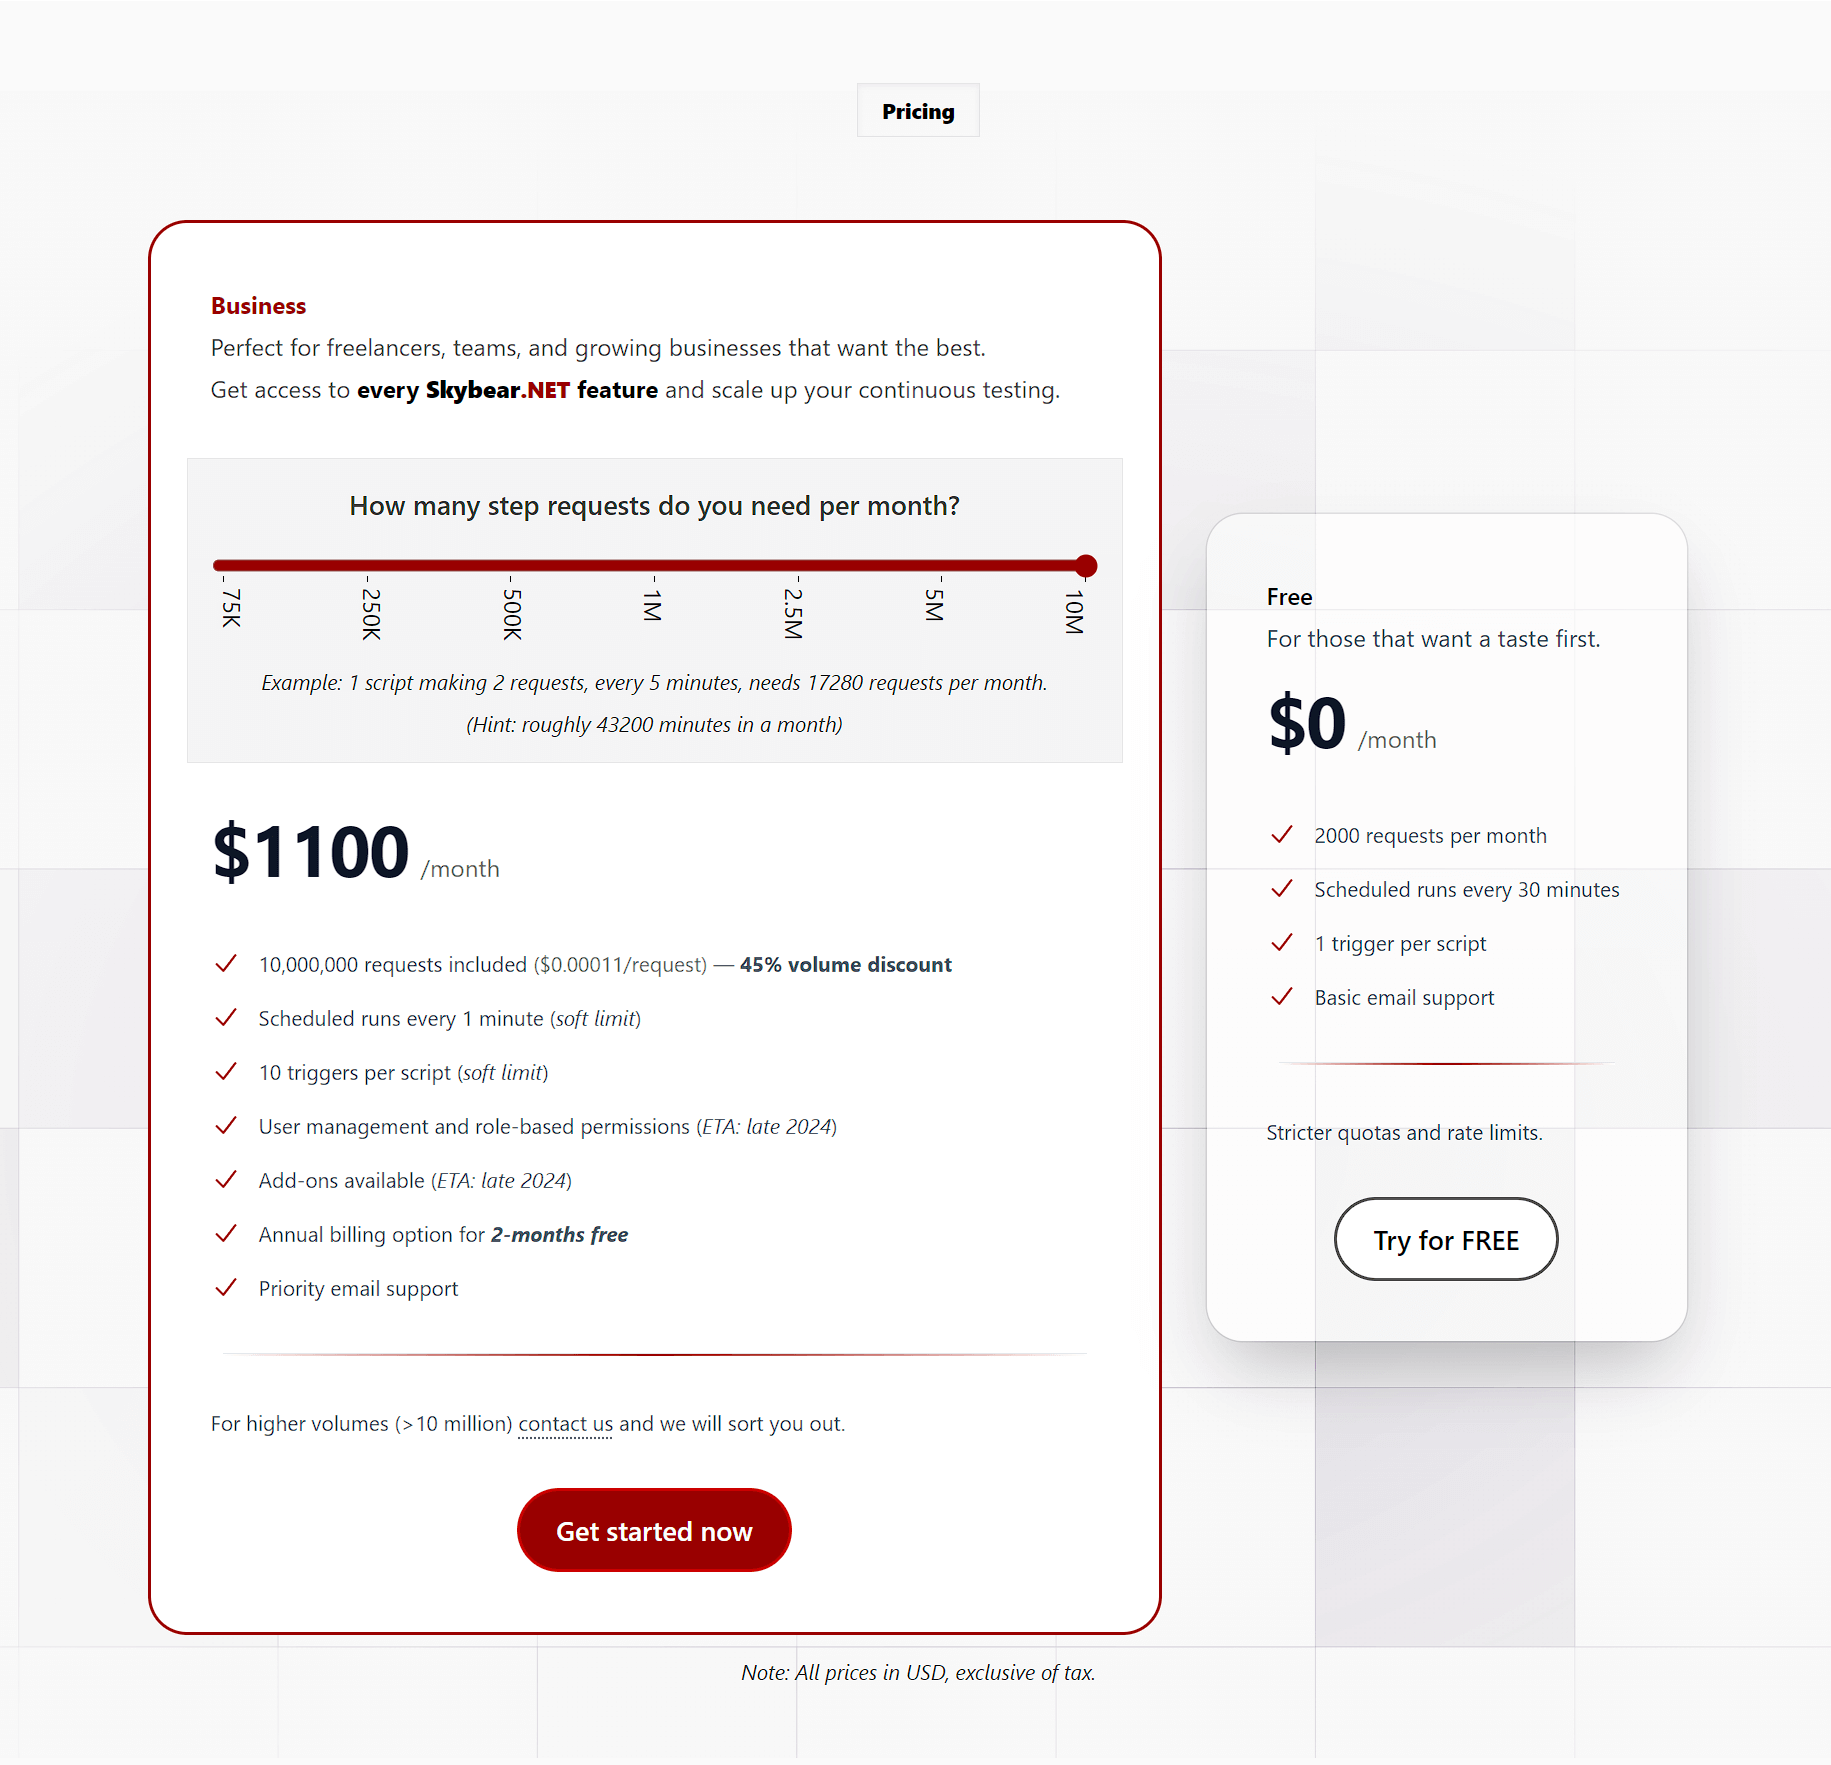 Pricing
Business
Perfect for freelancers, teams, and growing businesses that want the best.
Get access to every Skybear.NET feature and scale up your continuous testing.
How many step requests do you need per month?
75K
250K
500K
1M
2.5M
5M
10M
Example: 1 script making 2 requests, every 5 minutes, needs 17280 requests per month.
(Hint: roughly 43200 minutes in a month)
$1100 /month
10,000,000 requests included ($0.00011/request) — 45% volume discount
Scheduled runs every 1 minute (soft limit)
10 triggers per script (soft limit)
User management and role-based permissions (ETA: late 2024)
Add-ons available (ETA: late 2024)
Annual billing option for 2-months free
Priority email support
For higher volumes (>10 million) contact us and we will sort you out.
Get started now
Free
For those that want a taste first.
$0 /month
2000 requests per month
Scheduled runs every 30 minutes
1 trigger per script
Basic email support
Stricter quotas and rate limits.
Try for FREE
Note: All prices in USD, exclusive of tax.